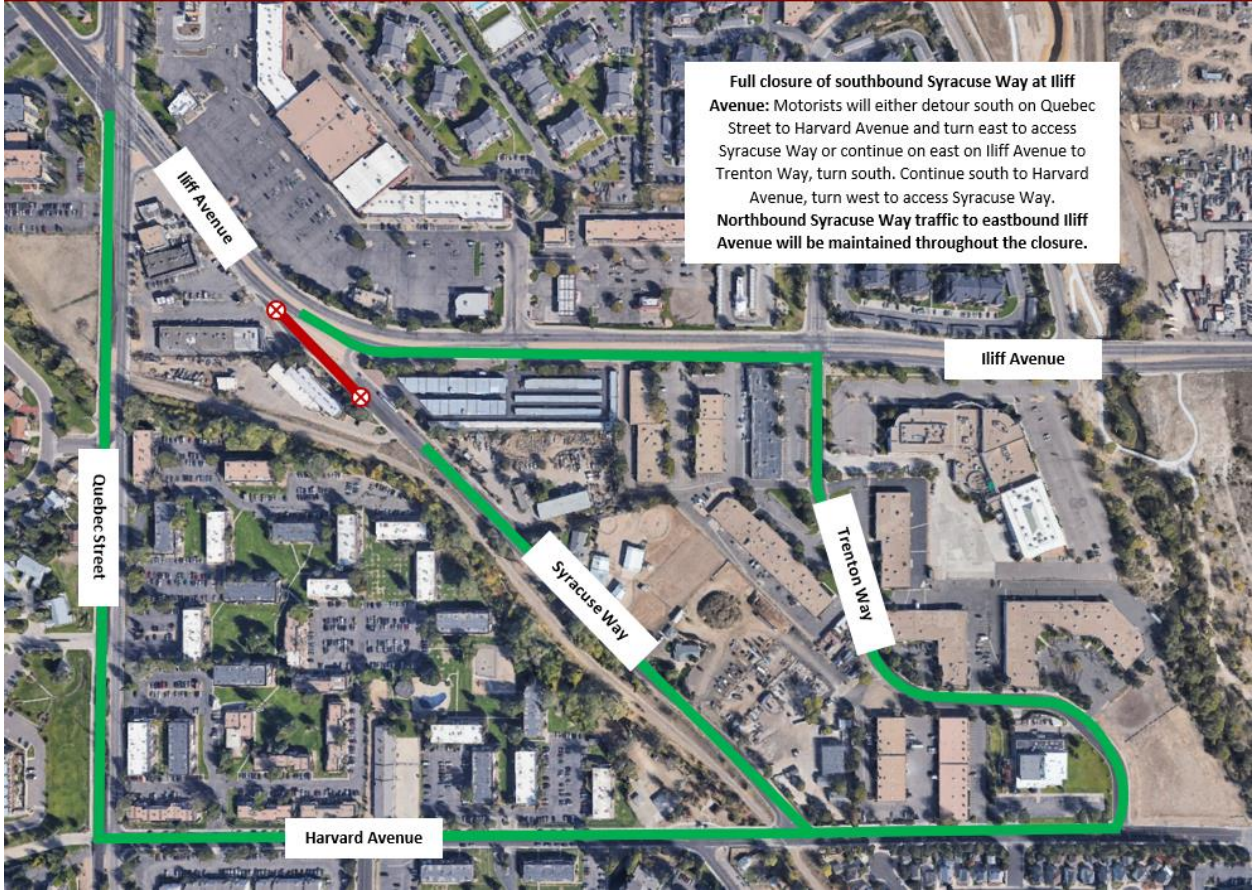 Full closure of southbound Syracuse Way at Iliff
Avenue: Motorists will either detour south on Quebec
Street to Harvard Avenue and turn east to access
Syracuse Way or continue on east on Iliff Avenue to
Trenton Way, turn south. Continue south to Harvard
Avenue, turn west to access Syracuse Way.
Northbound Syracuse Way traffic to eastbound Iliff
Avenue will be maintained throughout the closure.
Iliff Avenue
Iliff Avenue
Quebec Street
Syracuse Way
Trenton Way
Harvard Avenue